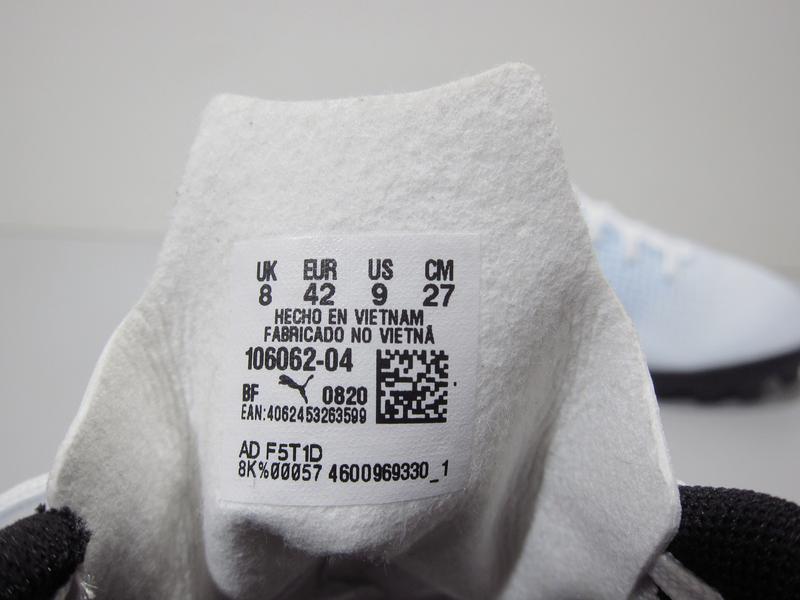 UK EUR US CM
8 42 9 27
HECHO EN VIETNAM
FABRICADO NO VIETNÃ
106062-04
BF 0820
EAN:4062453263599
AD F5T1D
8K%00057 4600969330_1